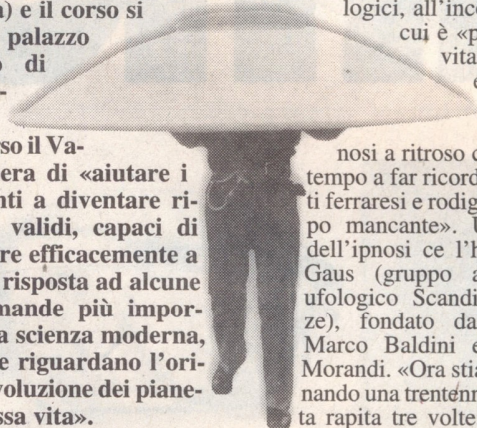 a) e il corso si
palazzo
o di
-
so il Va-
era di «aiutare i
nti a diventare ri-
validi, capaci di
re efficacemente a
risposta ad alcune
mande più impor-
a scienza moderna,
e riguardano l'ori-
voluzione dei piane-
ssa vita».
logici, all'inco
cui è «p
vita
e
nosi a ritroso c
tempo a far ricord
ti ferraresi e rodig
po mancante». U
dell'ipnosi ce l'h
Gaus (gruppo a
ufologico Scandi
ze), fondato da
Marco Baldini e
Morandi. «Ora stia
nando una trentenn
ta rapita tre volte